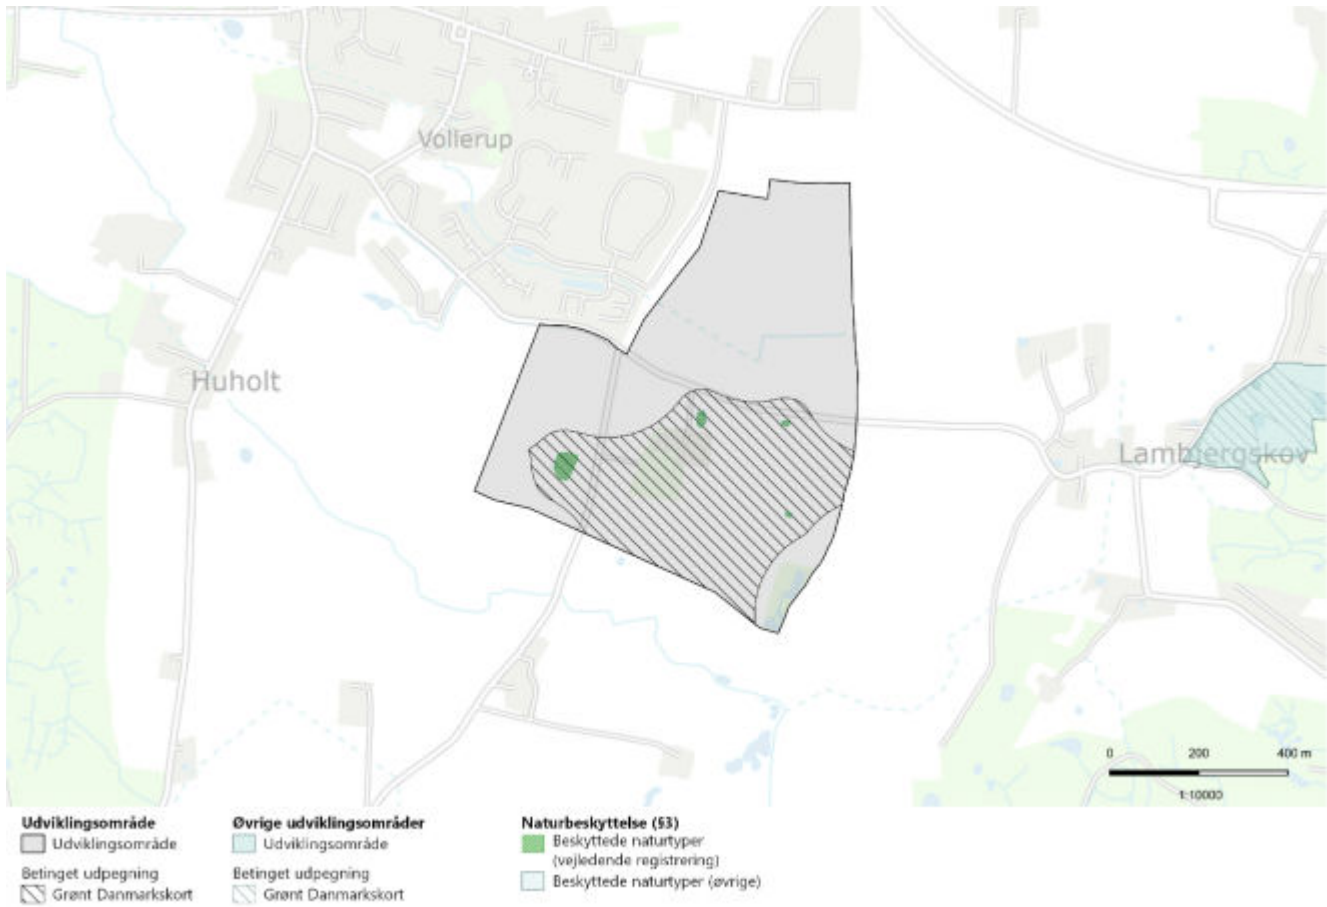 Vollerup
Huholt
Lambjergskov
0 200 400 m
1:10000
Udviklingsområde
Udviklingsområde
Betinget udpegning
Grønt Danmarkskort
Øvrige udviklingsområder
Udviklingsområde
Betinget udpegning
Grønt Danmarkskort
Naturbeskyttelse (§3)
Beskyttede naturtyper
(vejledende registrering)
Beskyttede naturtyper (øvrige)